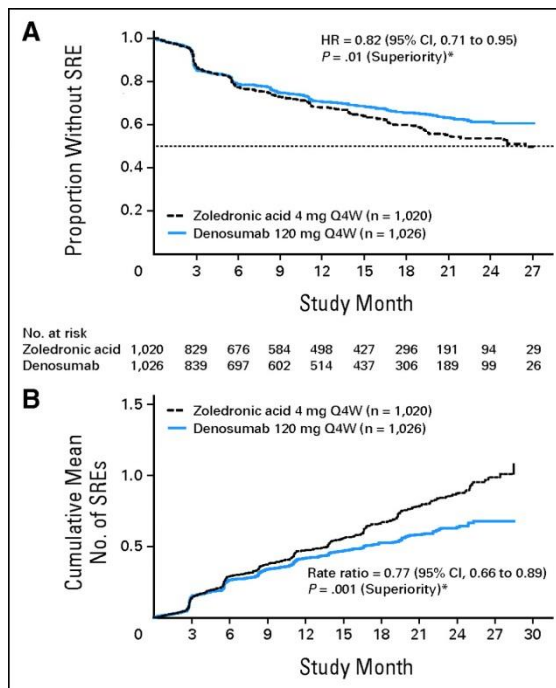 A
Proportion Without SRE
1.0
0.8
0.6
0.4
0.2
HR = 0.82 (95% CI, 0.71 to 0.95)
P = .01 (Superiority)*
Zoledronic acid 4 mg Q4W (n = 1,020)
Denosumab 120 mg Q4W (n = 1,026)
0 3 6 9 12 15 18 21 24 27
Study Month
No. at risk
Zoledronic acid 1,020 829 676 584 498 427 296 191 94 29
Denosumab 1,026 839 697 602 514 437 306 189 99 26
B
Cumulative Mean
No. of SREs
1.5
1.0
0.5
Zoledronic acid 4 mg Q4W (n = 1,020)
Denosumab 120 mg Q4W (n = 1,026)
Rate ratio = 0.77 (95% CI, 0.66 to 0.89)
P = .001 (Superiority)*
0 3 6 9 12 15 18 21 24 27 30
Study Month